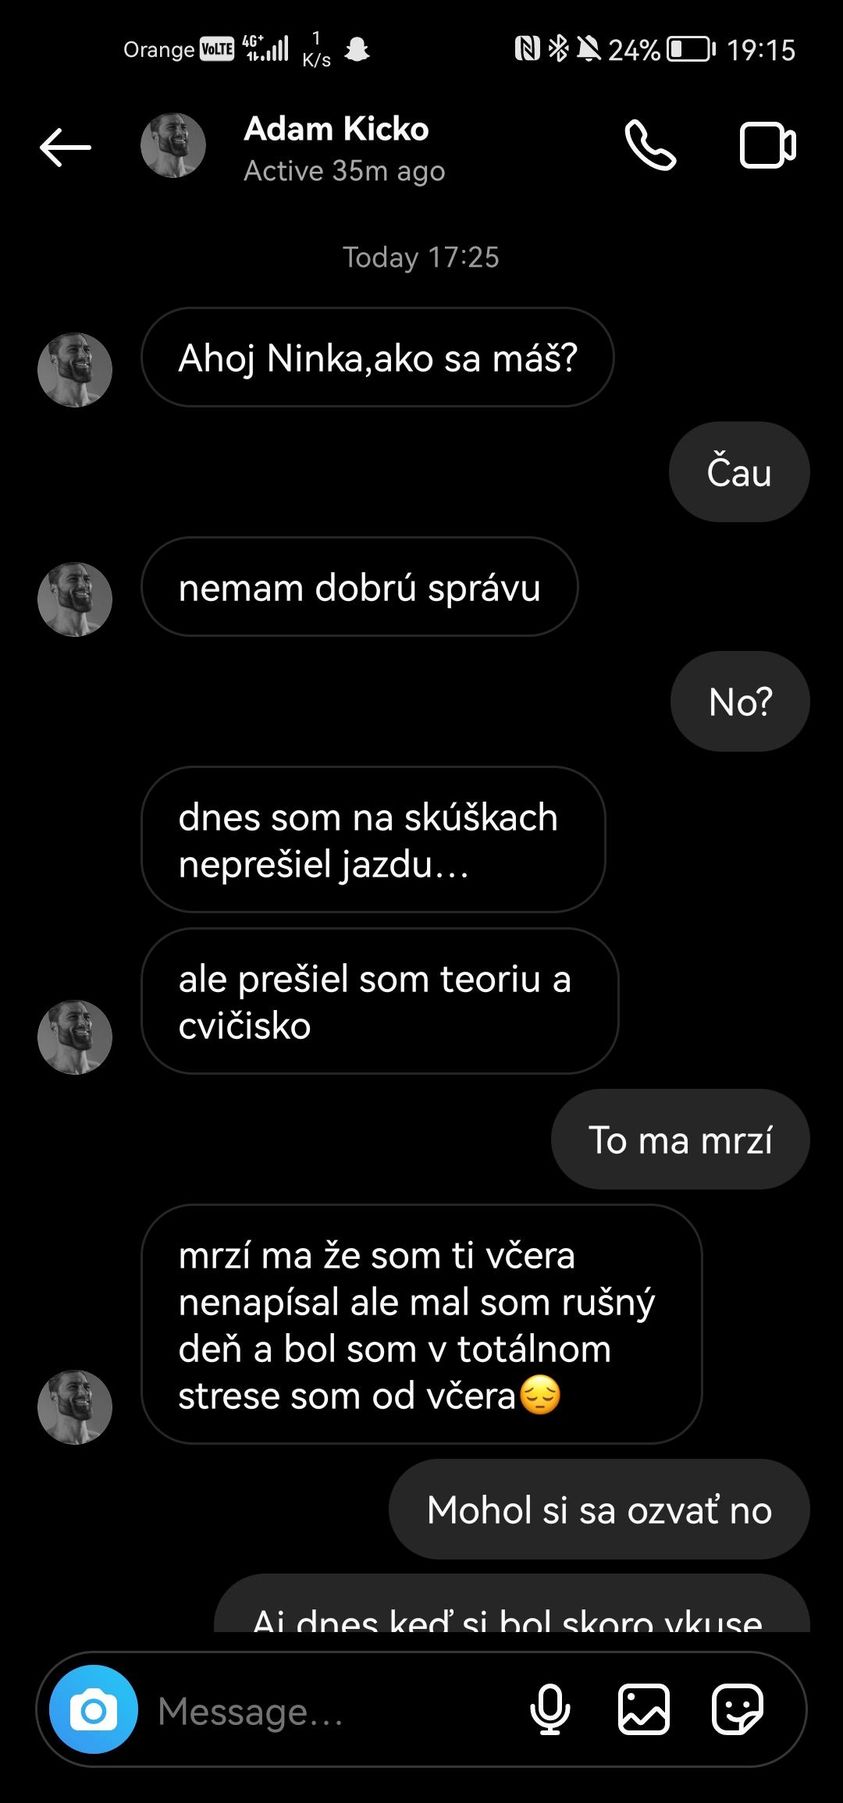 Orange VoLTE 4G+ 1 K/s 24% 19:15
Adam Kicko
Active 35m ago
Today 17:25
Ahoj Ninka,ako sa máš?
Čau
nemam dobrú správu
No?
dnes som na skúškach
neprešiel jazdu...
ale prešiel som teoriu a
cvičisko
To ma mrzí
mrzí ma že som ti včera
nenapísal ale mal som rušný
deň a bol som v totálnom
strese som od včera😔
Mohol si sa ozvať no
Aj dnes keď si bol skoro vkuse
Message...